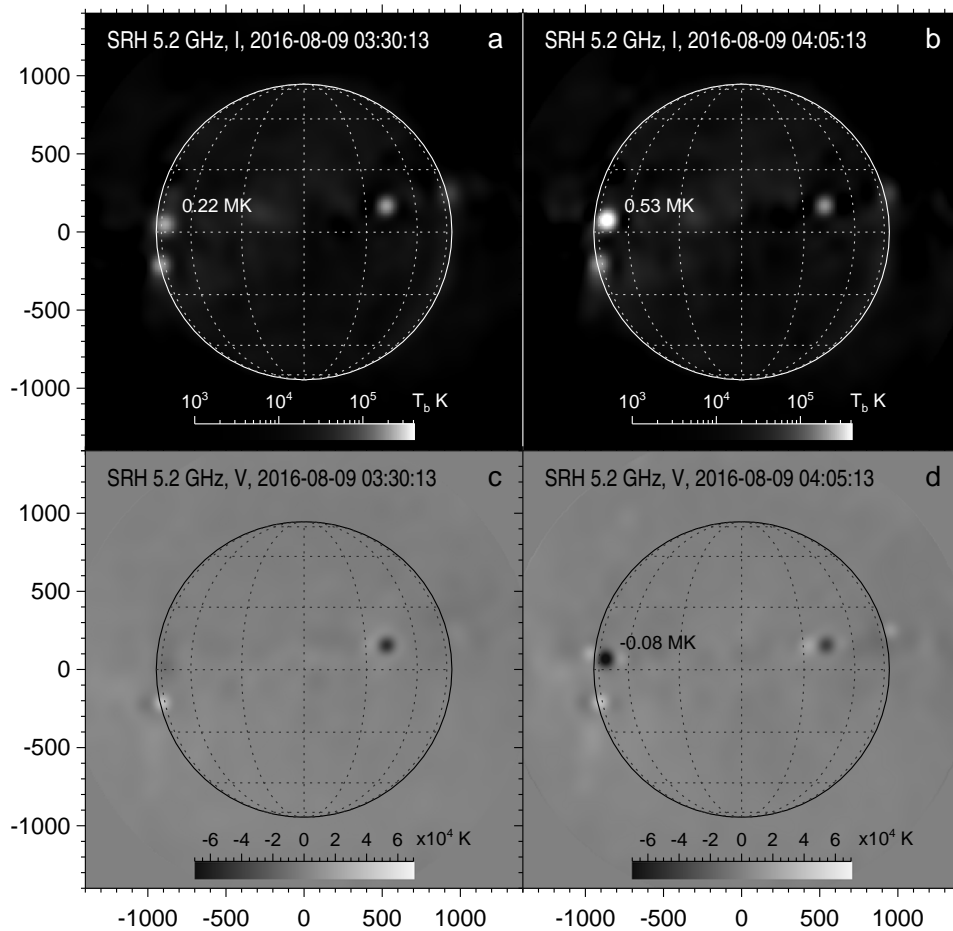 SRH 5.2 GHz, I, 2016-08-09 03:30:13 a
SRH 5.2 GHz, I, 2016-08-09 04:05:13 b
1000
500
0
-500
-1000
0.22 MK
0.53 MK
10³ 10⁴ 10⁵ T_b K
10³ 10⁴ 10⁵ T_b K
SRH 5.2 GHz, V, 2016-08-09 03:30:13 c
SRH 5.2 GHz, V, 2016-08-09 04:05:13 d
1000
500
0
-500
-1000
-0.08 MK
-6 -4 -2 0 2 4 6 x10⁴ K
-6 -4 -2 0 2 4 6 x10⁴ K
-1000 -500 0 500 1000
-1000 -500 0 500 1000